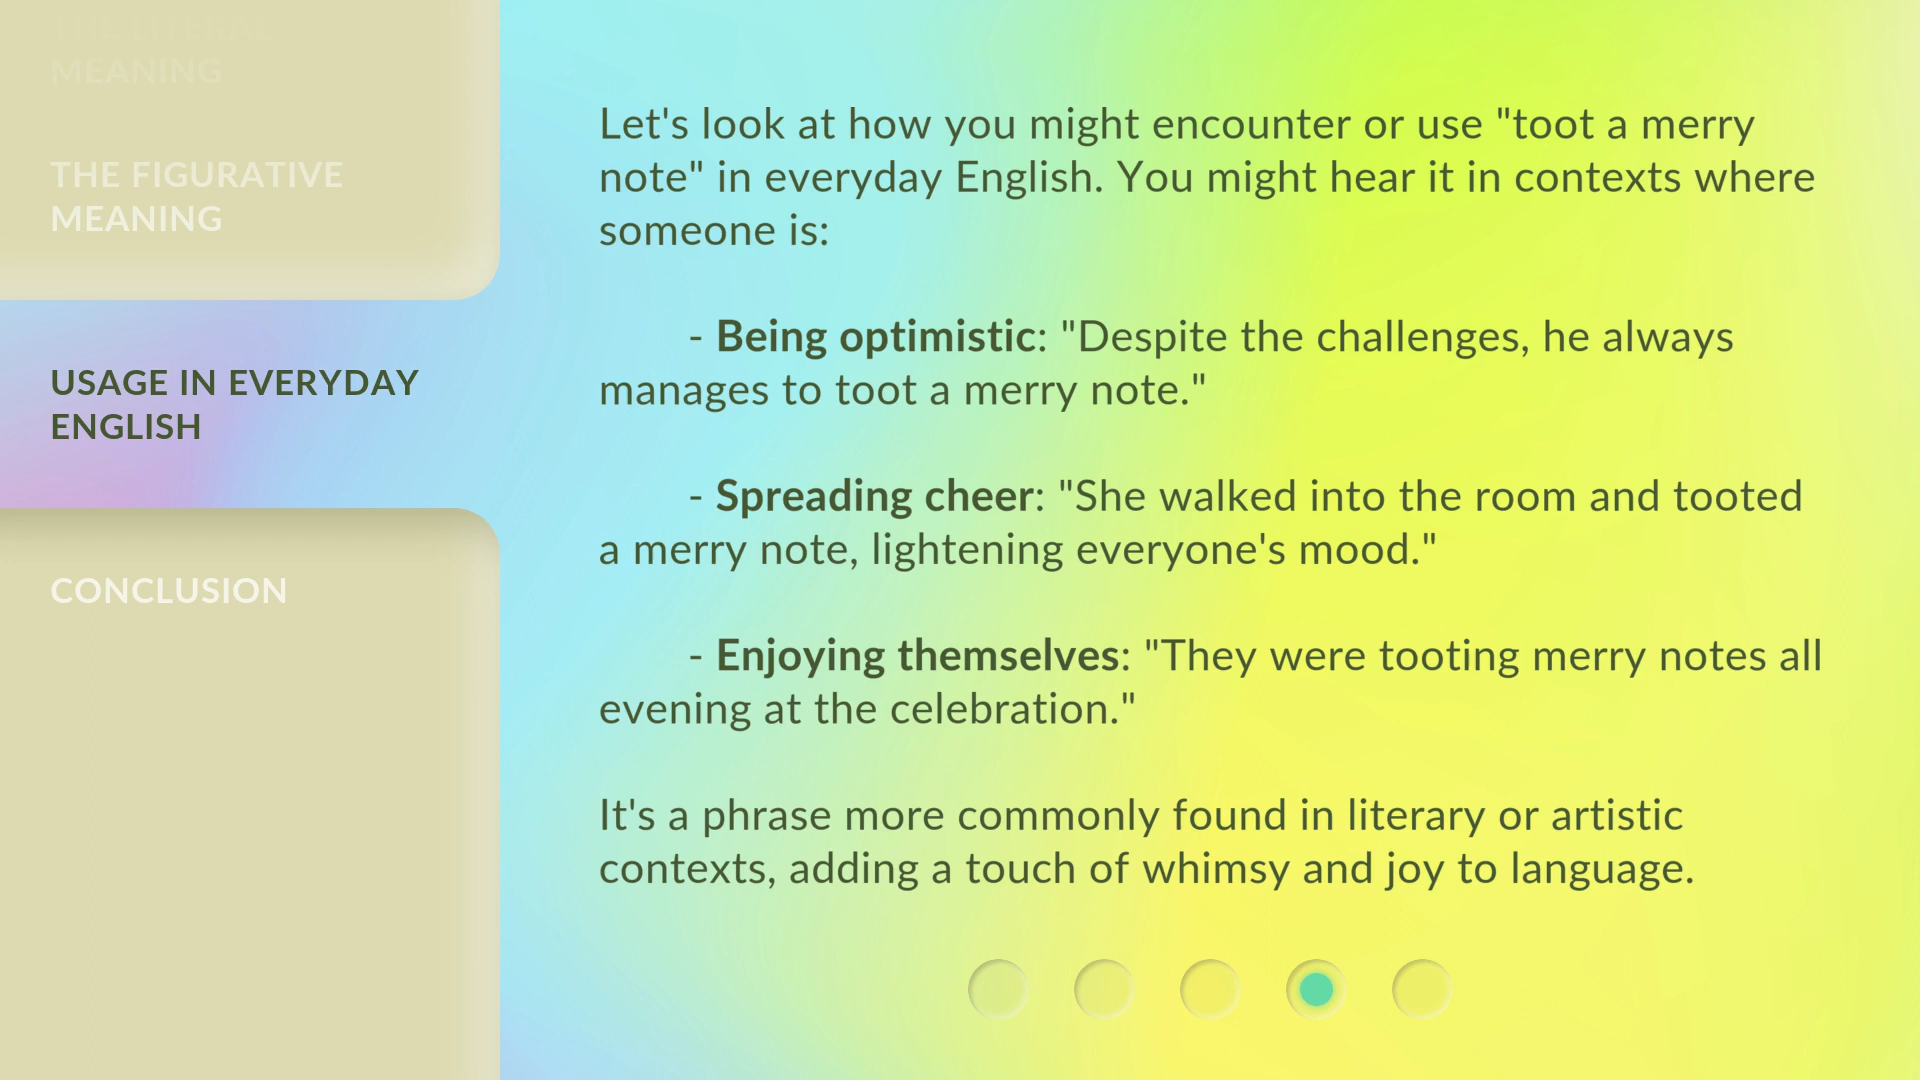 THE LITERAL
MEANING
THE FIGURATIVE
MEANING
USAGE IN EVERYDAY
ENGLISH
CONCLUSION
Let's look at how you might encounter or use "toot a merry
note" in everyday English. You might hear it in contexts where
someone is:
- Being optimistic: "Despite the challenges, he always
manages to toot a merry note."
- Spreading cheer: "She walked into the room and tooted
a merry note, lightening everyone's mood."
- Enjoying themselves: "They were tooting merry notes all
evening at the celebration."
It's a phrase more commonly found in literary or artistic
contexts, adding a touch of whimsy and joy to language.